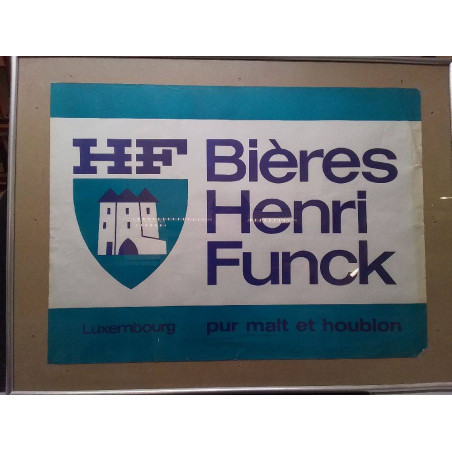 HF
Bières
Henri
Funck
Luxembourg
pur malt et houblon